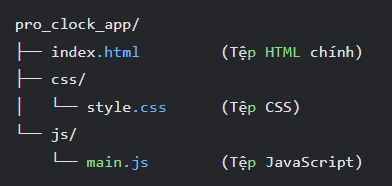 pro_clock_app/
├── index.html          (Tệp HTML chính)
├── css/
│   └── style.css       (Tệp CSS)
└── js/
    └── main.js         (Tệp JavaScript)